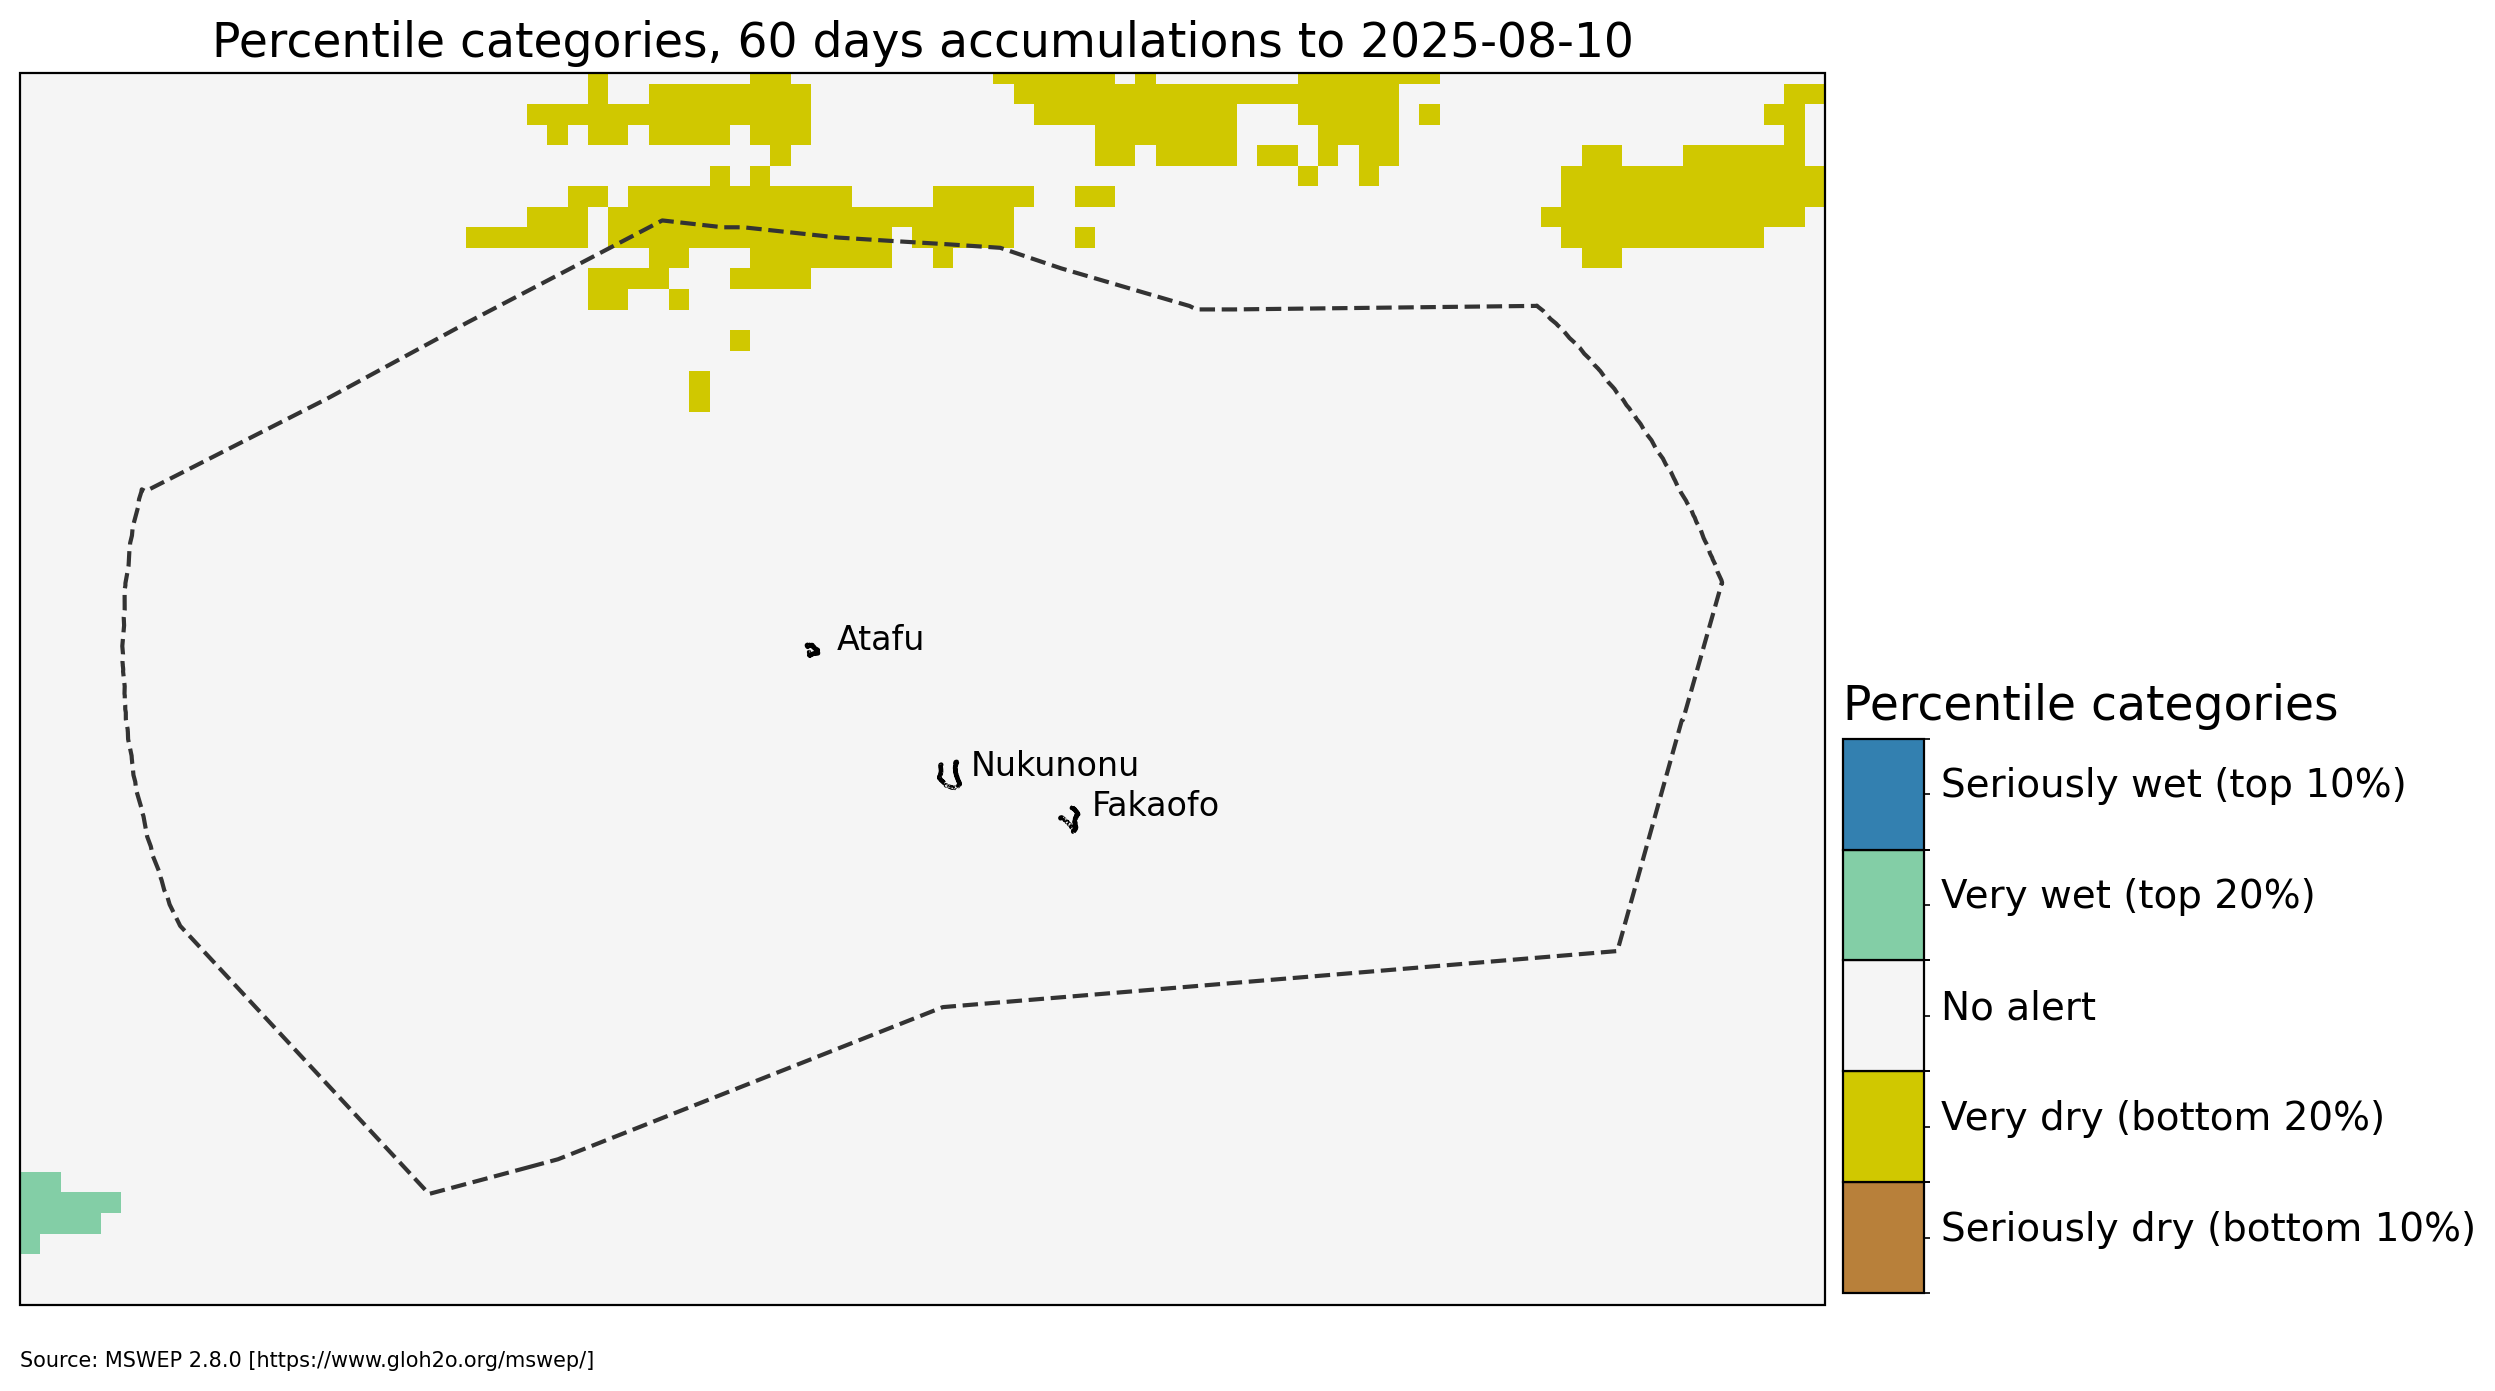 Percentile categories, 60 days accumulations to 2025-08-10
Atafu
Nukunonu
Fakaofo
Percentile categories
Seriously wet (top 10%)
Very wet (top 20%)
No alert
Very dry (bottom 20%)
Seriously dry (bottom 10%)
Source: MSWEP 2.8.0 [https://www.gloh2o.org/mswep/]